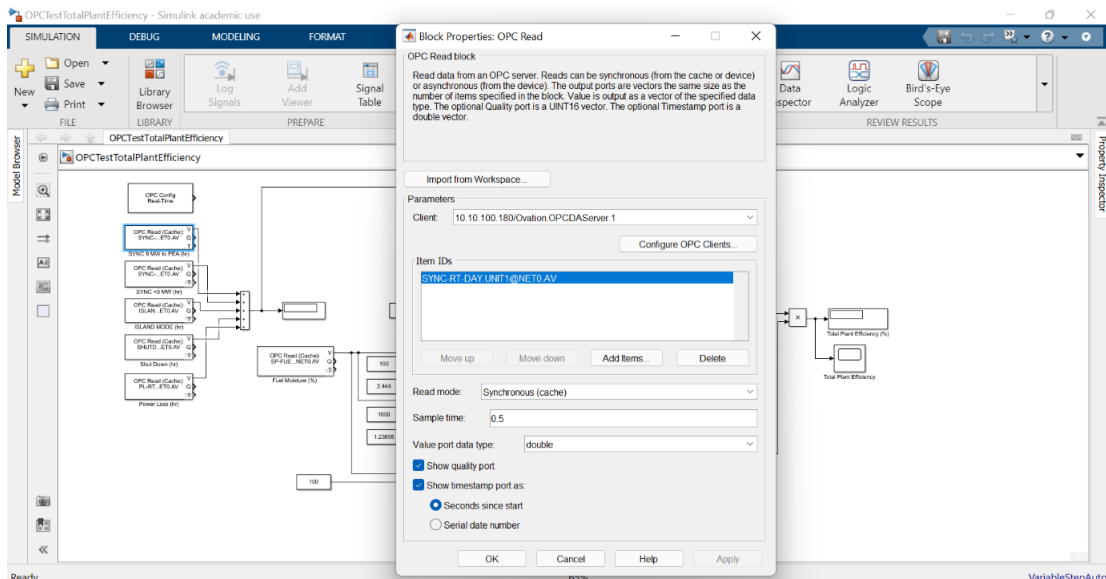 OPCTestTotalPlantEfficiency - Simulink academic use
SIMULATION DEBUG MODELING FORMAT
New
Open
Save
Print
Library
Browser
Log
Signals
Add
Viewer
Signal
Table
FILE LIBRARY PREPARE
Data
Inspector
Logic
Analyzer
Bird's-Eye
Scope
REVIEW RESULTS
Model Browser
Property Inspector
OPCTestTotalPlantEfficiency
OPCTestTotalPlantEfficiency
OPC Config
Real-Time
OPC Read (Cache):
SYNC-...ET0.AV
V
Q
T
SYNC 9 MW to PEA (hr)
OPC Read (Cache):
SYNC-...ET0.AV
V
Q
T
SYNC <9 MW (hr)
OPC Read (Cache):
ISLAN...ET0.AV
V
Q
T
ISLAND MODE (hr)
OPC Read (Cache):
SHUTD...ET0.AV
V
Q
T
Shut Down (hr)
OPC Read (Cache):
PL-RT...ET0.AV
V
Q
T
Power Loss (hr)
OPC Read (Cache):
SP-FUE...NET0.AV
V
Q
T
Fuel Moisture (%)
100
2.444
1000
100
Total Plant Efficiency (%)
Total Plant Efficiency
Block Properties: OPC Read
OPC Read block
Read data from an OPC server. Reads can be synchronous (from the cache or device)
or asynchronous (from the device). The output ports are vectors the same size as the
number of items specified in the block. Value is output as a vector of the specified data
type. The optional Quality port is a UINT16 vector. The optional Timestamp port is a
double vector.
Import from Workspace...
Parameters
Client: 10.10.100.180/Ovation.OPCDAServer.1
Configure OPC Clients...
Item IDs
SYNC-RT-DAY.UNIT1@NET0.AV
Move up Move down Add Items... Delete
Read mode: Synchronous (cache)
Sample time: 0.5
Value port data type: double
Show quality port
Show timestamp port as:
Seconds since start
Serial date number
OK Cancel Help Apply
Ready
VariableStepAuto